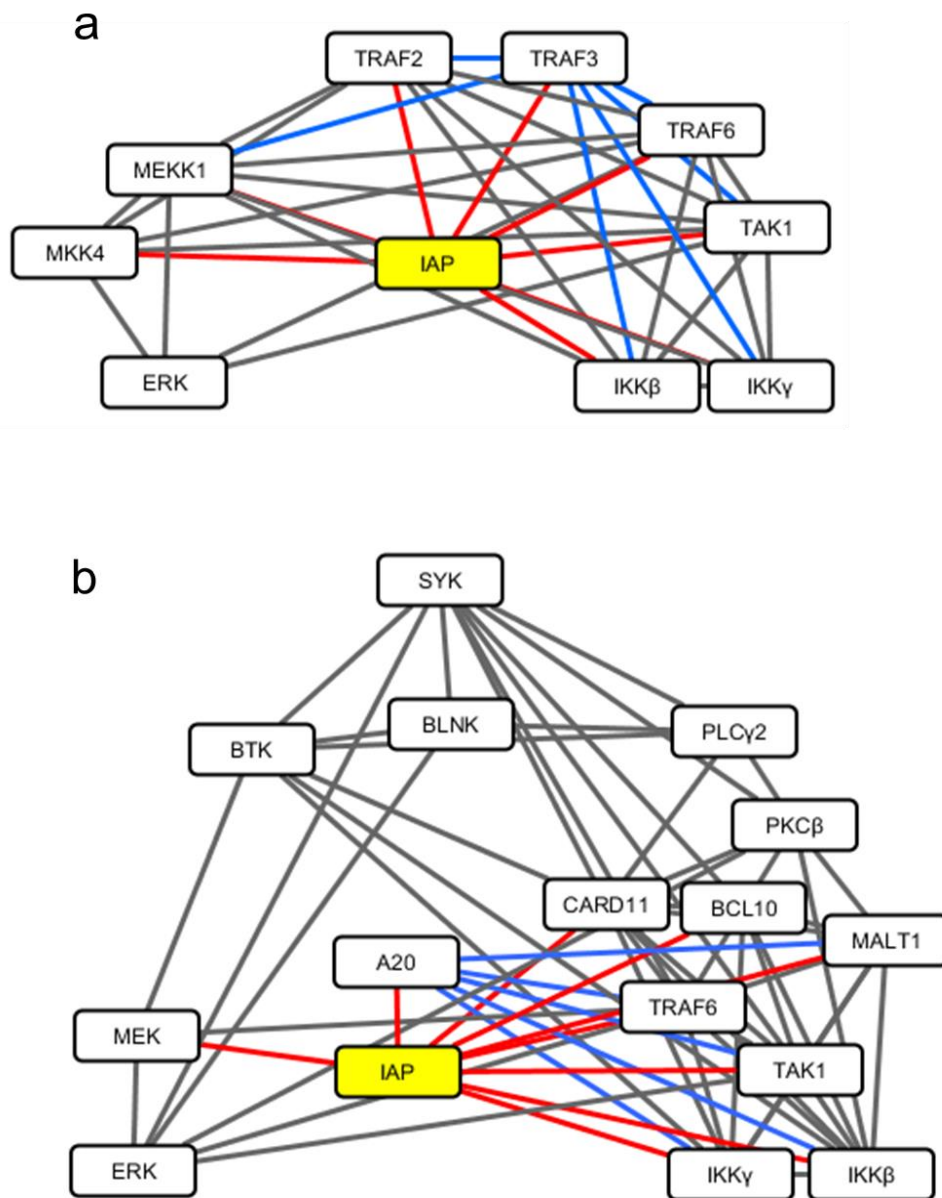 a
TRAF2
TRAF3
TRAF6
MEKK1
TAK1
MKK4
IAP
ERK
IKKβ
IKKγ
b
SYK
BLNK
PLCγ2
BTK
PKCβ
CARD11
BCL10
MALT1
A20
TRAF6
MEK
IAP
TAK1
ERK
IKKγ
IKKβ